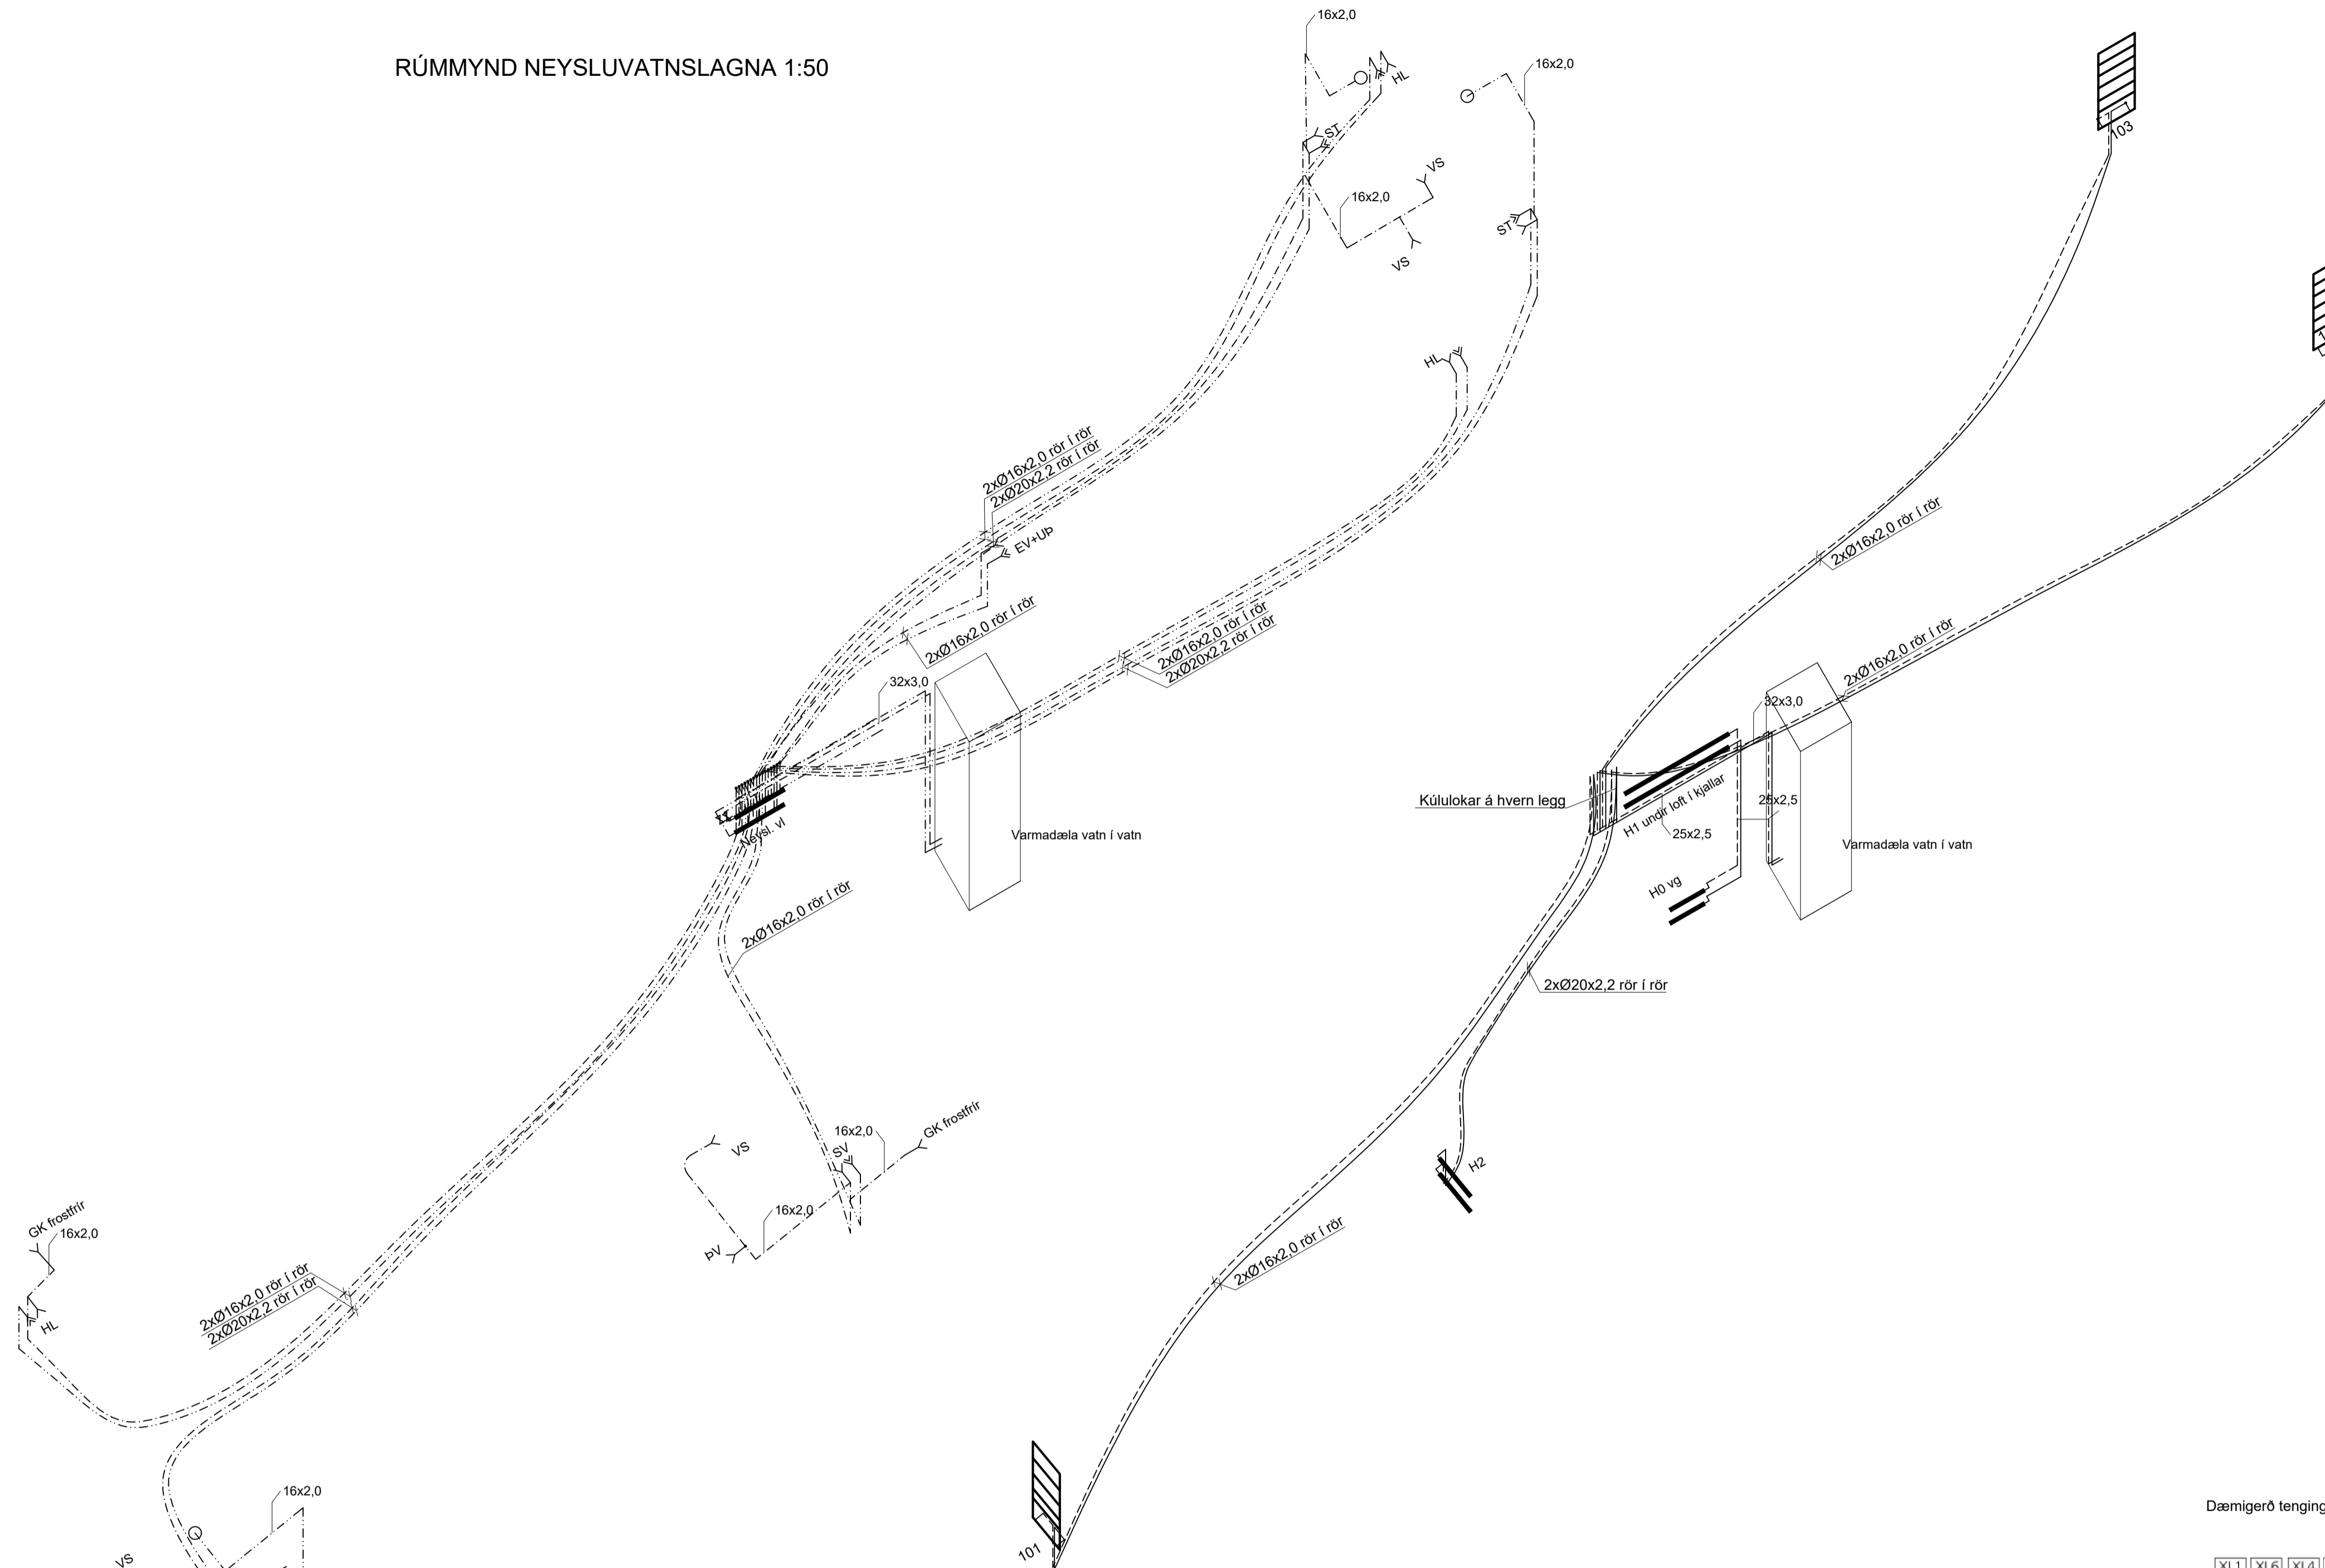 RÚMMYND NEYSLUVATNSLAGNA 1:50
16x2,0
HL
16x2,0
ST
VS
16x2,0
VS
ST
HL
103
2xØ16x2,0 rör í rör
2xØ20x2,2 rör í rör
EV+UÞ
2xØ16x2,0 rör í rör
2xØ16x2,0 rör í rör
2xØ20x2,2 rör í rör
32x3,0
Neysl. vl
Varmadæla vatn í vatn
2xØ16x2,0 rör í rör
2xØ16x2,0 rör í rör
2xØ16x2,0 rör í rör
32x3,0
Kúlulokar á hvern legg
H1 undir loft í kjallar
25x2,5
25x2,5
Varmadæla vatn í vatn
H0 vg
2xØ20x2,2 rör í rör
H2
VS
16x2,0
SV
GK frostfrír
16x2,0
ÞV
GK frostfrír
16x2,0
HL
2xØ16x2,0 rör í rör
2xØ20x2,2 rör í rör
2xØ16x2,0 rör í rör
16x2,0
VS
101
Dæmigerð tenging
XL1 XL6 XL4